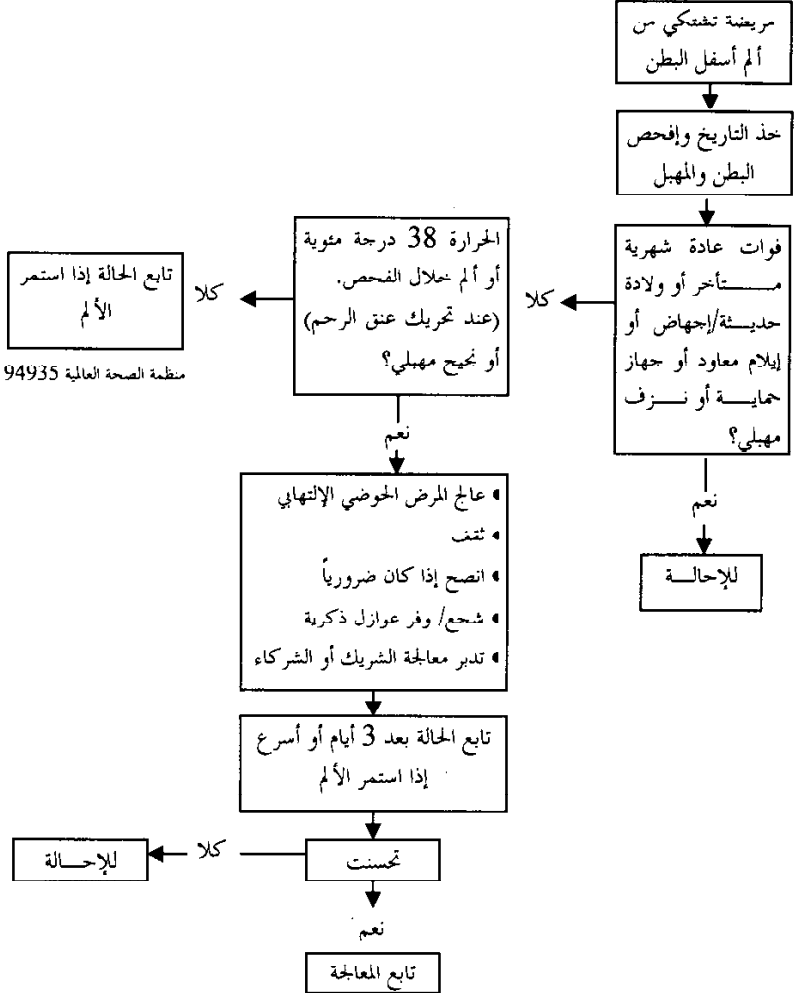 مريضة تشتكي من
ألم أسفل البطن
خذ التاريخ وإفحص
البطن والمهبل
فوات عادة شهرية
متأخر أو ولادة
حديثة/إجهاض أو
إيلام معاود أو جهاز
حماية أو نزف
مهبلي؟
كلا
نعم
للإحالة
الحرارة 38 درجة مئوية
أو ألم خلال الفحص.
(عند تحريك عنق الرحم)
أو نحيح مهبلي؟
كلا
تابع الحالة إذا استمر
الألم
منظمة الصحة العالمية 94935
نعم
عالج المرض الحوضي الإلتهابي
ثقف
انصح إذا كان ضرورياً
شجع/ وفر عوازل ذكرية
تدبر معالجة الشريك أو الشركاء
تابع الحالة بعد 3 أيام أو أسرع
إذا استمر الألم
تحسنت
كلا
للإحالة
نعم
تابع المعالجة